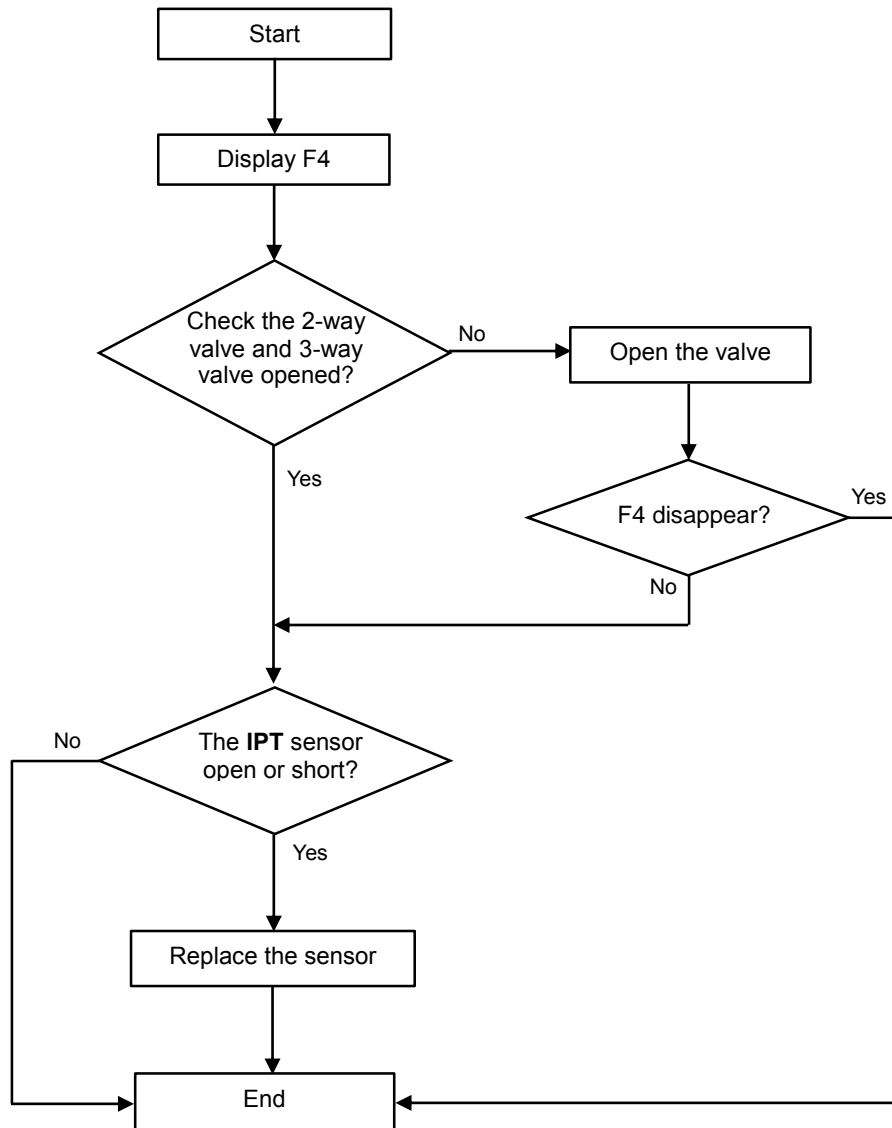 Start
Display F4
Check the 2-way
valve and 3-way
valve opened?
No
Open the valve
Yes
F4 disappear?
Yes
No
The IPT sensor
open or short?
No
Yes
Replace the sensor
End